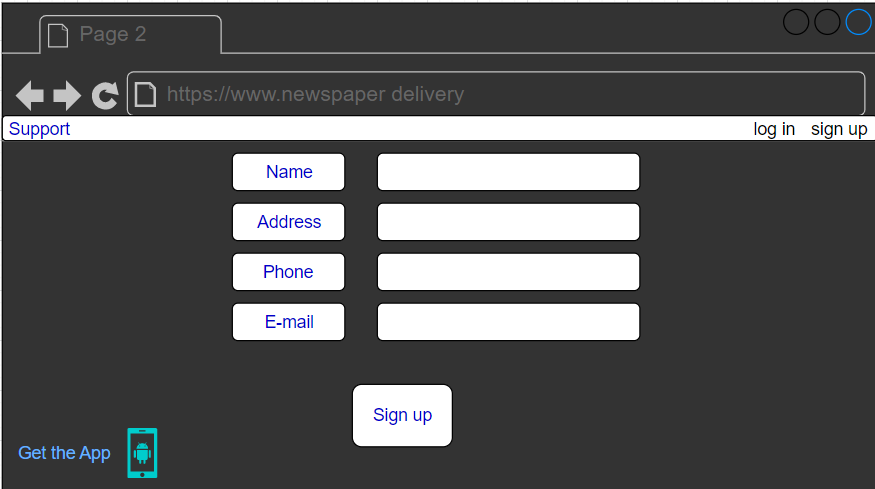 Page 2
https://www.newspaper delivery
Support log in sign up
Name
Address
Phone
E-mail
Sign up
Get the App